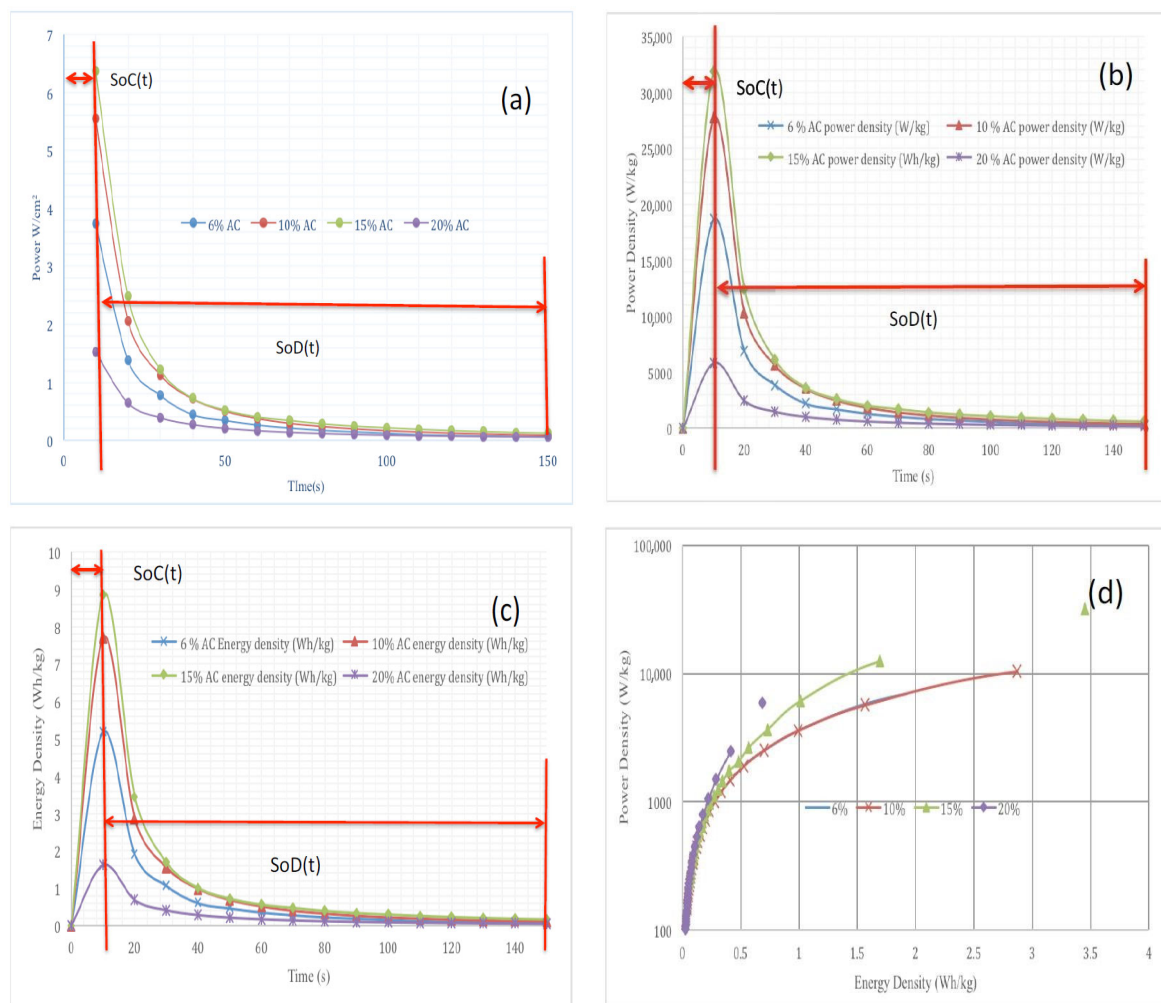 7
6
5
4
3
2
1
0
Power W/cm²
SoC(t)
(a)
6% AC 10% AC 15% AC 20% AC
SoD(t)
0 50 100 150
TIme(s)
35,000
30,000
25,000
20,000
15,000
10,000
5000
0
Power Density (W/kg)
SoC(t)
(b)
6 % AC power density (W/kg) 10 % AC power density (W/kg)
15% AC power density (Wh/kg) 20 % AC power density (W/kg)
SoD(t)
0 20 40 60 80 100 120 140
Time (s)
10
9
8
7
6
5
4
3
2
1
0
Energy Density (Wh/kg)
SoC(t)
(c)
6 % AC Energy density (Wh/kg) 10% AC energy density (Wh/kg)
15% AC energy density (Wh/kg) 20% AC energy density (Wh/kg)
SoD(t)
0 20 40 60 80 100 120 140
Time (s)
100,000
10,000
1000
100
Power Density (W/kg)
(d)
6% 10% 15% 20%
0 0.5 1 1.5 2 2.5 3 3.5 4
Energy Density (Wh/kg)